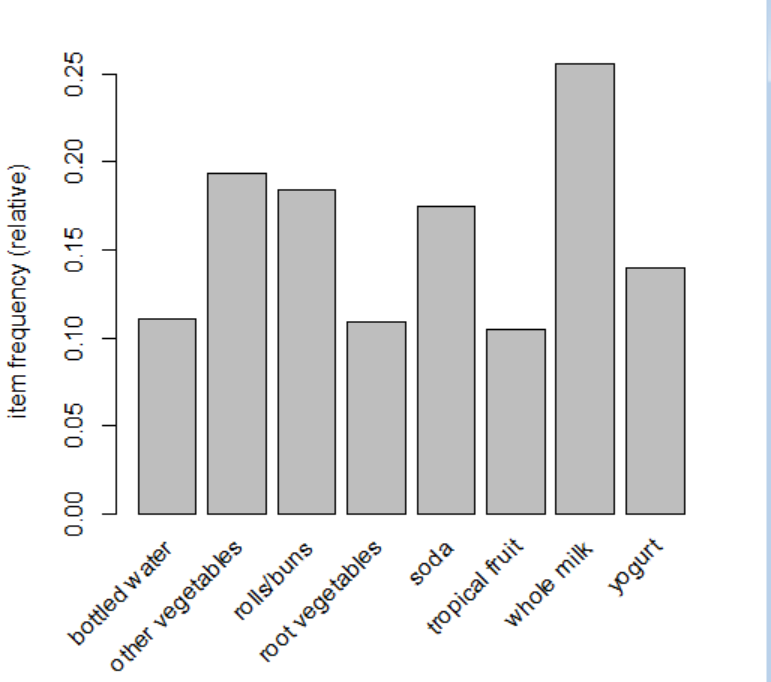 item frequency (relative)
0.25
0.20
0.15
0.10
0.05
0.00
bottled water
other vegetables
rolls/buns
root vegetables
soda
tropical fruit
whole milk
yogurt